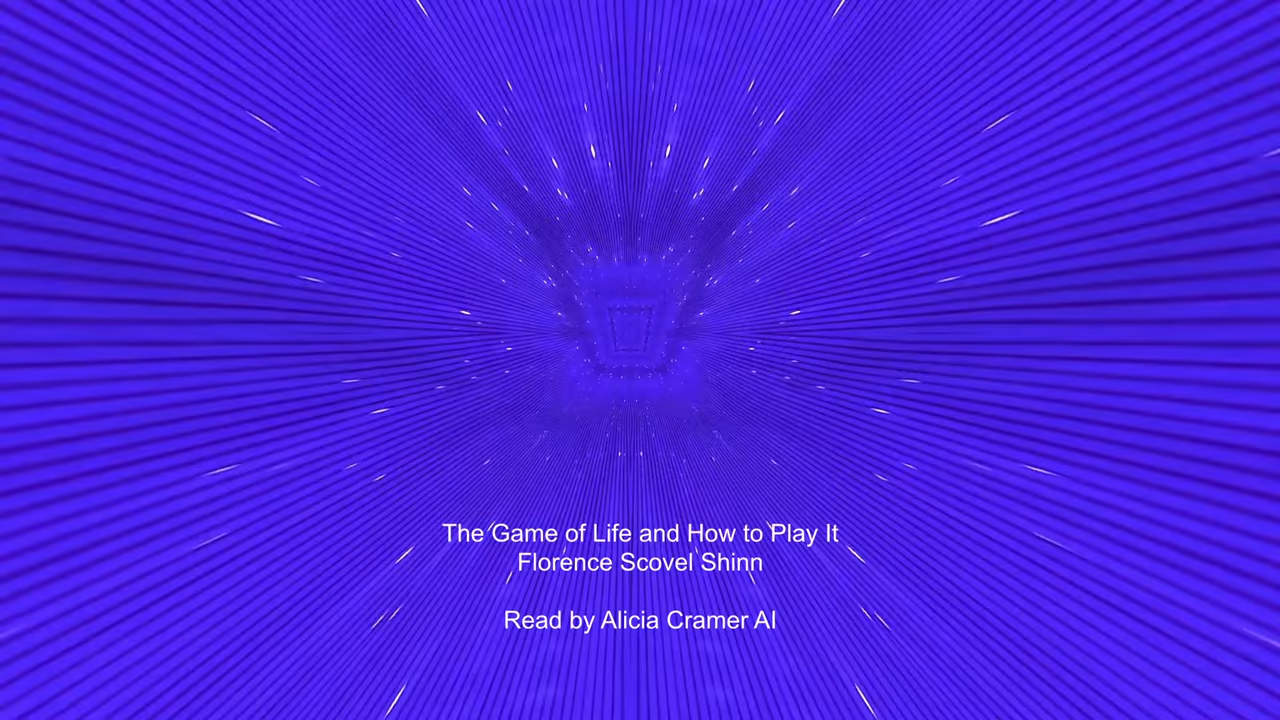 The Game of Life and How to Play It
Florence Scovel Shinn
Read by Alicia Cramer AI